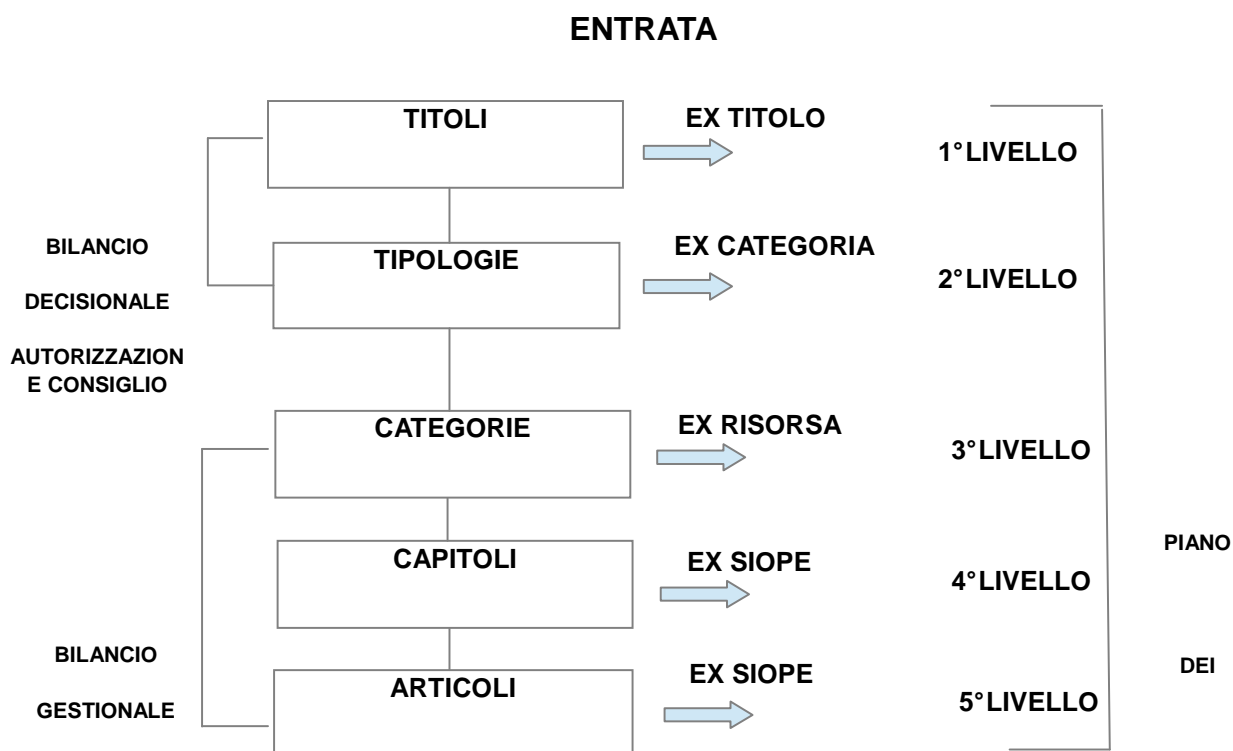 ENTRATA
TITOLI
EX TITOLO
1°LIVELLO
BILANCIO
DECISIONALE
AUTORIZZAZION
E CONSIGLIO
TIPOLOGIE
EX CATEGORIA
2°LIVELLO
CATEGORIE
EX RISORSA
3°LIVELLO
CAPITOLI
EX SIOPE
4°LIVELLO
PIANO
BILANCIO
GESTIONALE
ARTICOLI
EX SIOPE
5°LIVELLO
DEI